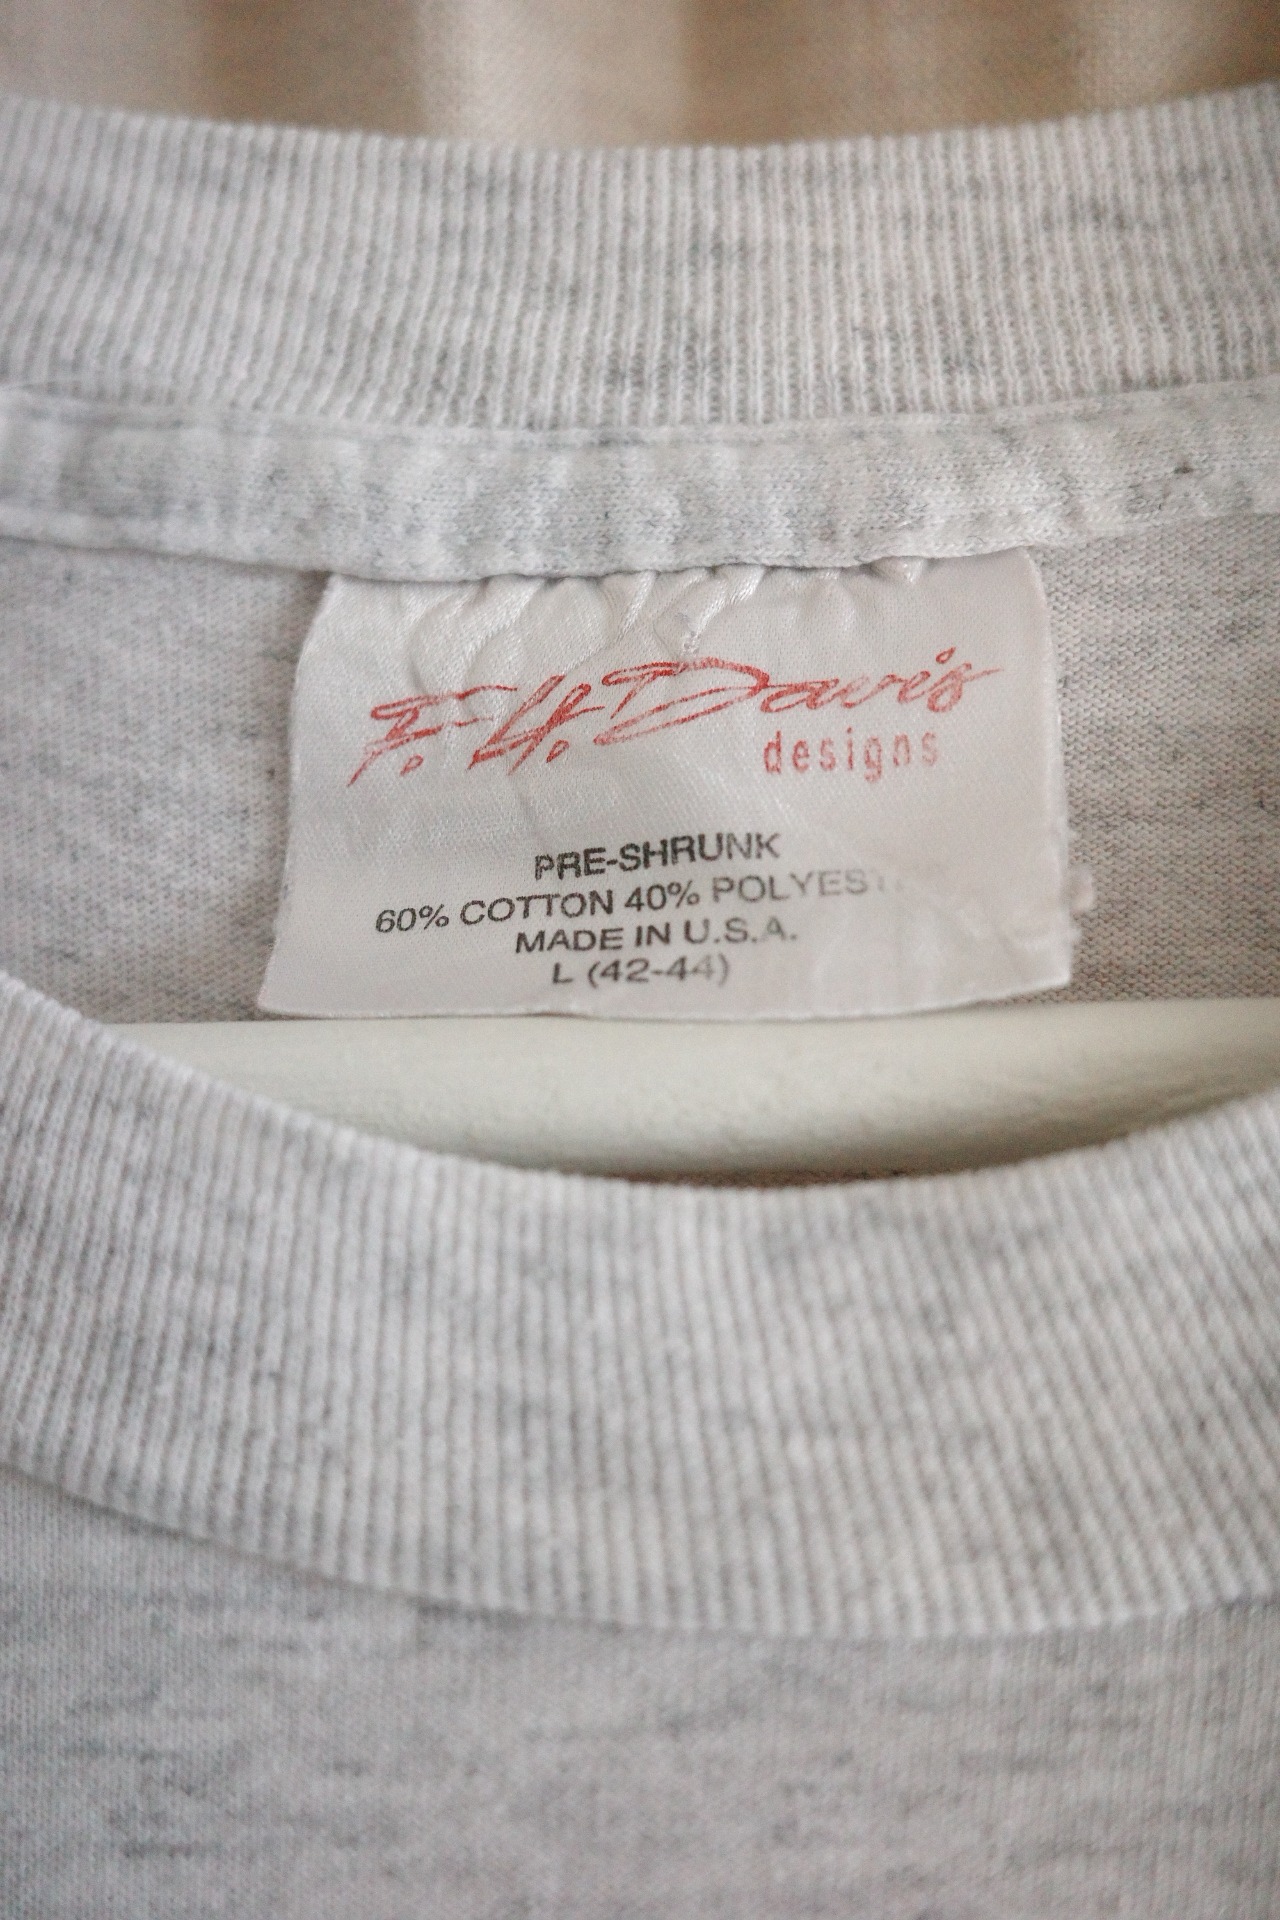 F.H. Davis
designs
PRE-SHRUNK
60% COTTON 40% POLYEST
MADE IN U.S.A.
L (42-44)